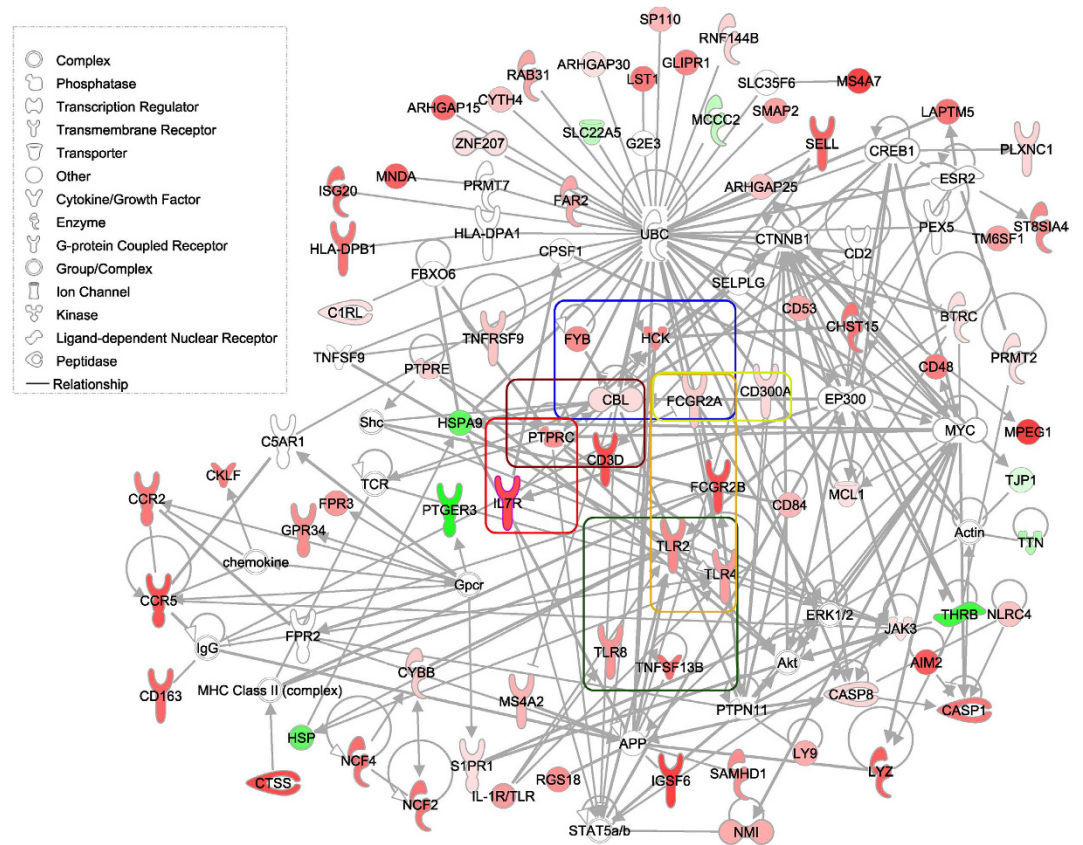 Complex
Phosphatase
Transcription Regulator
Transmembrane Receptor
Transporter
Other
Cytokine/Growth Factor
Enzyme
G-protein Coupled Receptor
Group/Complex
Ion Channel
Kinase
Ligand-dependent Nuclear Receptor
Peptidase
Relationship
SP110
RNF144B
ARHGAP30
GLIPR1
RAB31
LST1
SLC35F6
MS4A7
CYTH4
ARHGAP15
SMAP2
LAPTM5
MCCC2
SLC22A5
ZNF207
G2E3
SELL
CREB1
PLXNC1
MNDA
PRMT7
ESR2
ISG20
FAR2
ARHGAP25
ST8SIA4
HLA-DPA1
UBC
PEX5
TM6SF1
HLA-DPB1
CPSF1
CTNNB1
CD2
FBXO6
SELPLG
C1RL
CD53
BTRC
TNFRSF9
FYB
HCK
CHST15
TNFSF9
PRMT2
PTPRE
CD48
CD300A
CBL
FCGR2A
EP300
Shc
HSPA9
MYC
MPEG1
C5AR1
PTPRC
CD3D
CKLF
TCR
TJP1
CCR2
FCGR2B
MCL1
FPR3
IL7R
CD84
PTGER3
GPR34
Actin
TTN
TLR2
chemokine
TLR4
Gpcr
CCR5
ERK1/2
THRB
NLRC4
FPR2
JAK3
IgG
TLR8
TNFSF13B
Akt
AIM2
CYBB
MHC Class II (complex)
CD163
CASP8
MS4A2
PTPN11
CASP1
HSP
APP
LY9
NCF4
S1PR1
CTSS
RGS18
IGSF6
SAMHD1
LYZ
IL-1R/TLR
NCF2
STAT5a/b
NMI